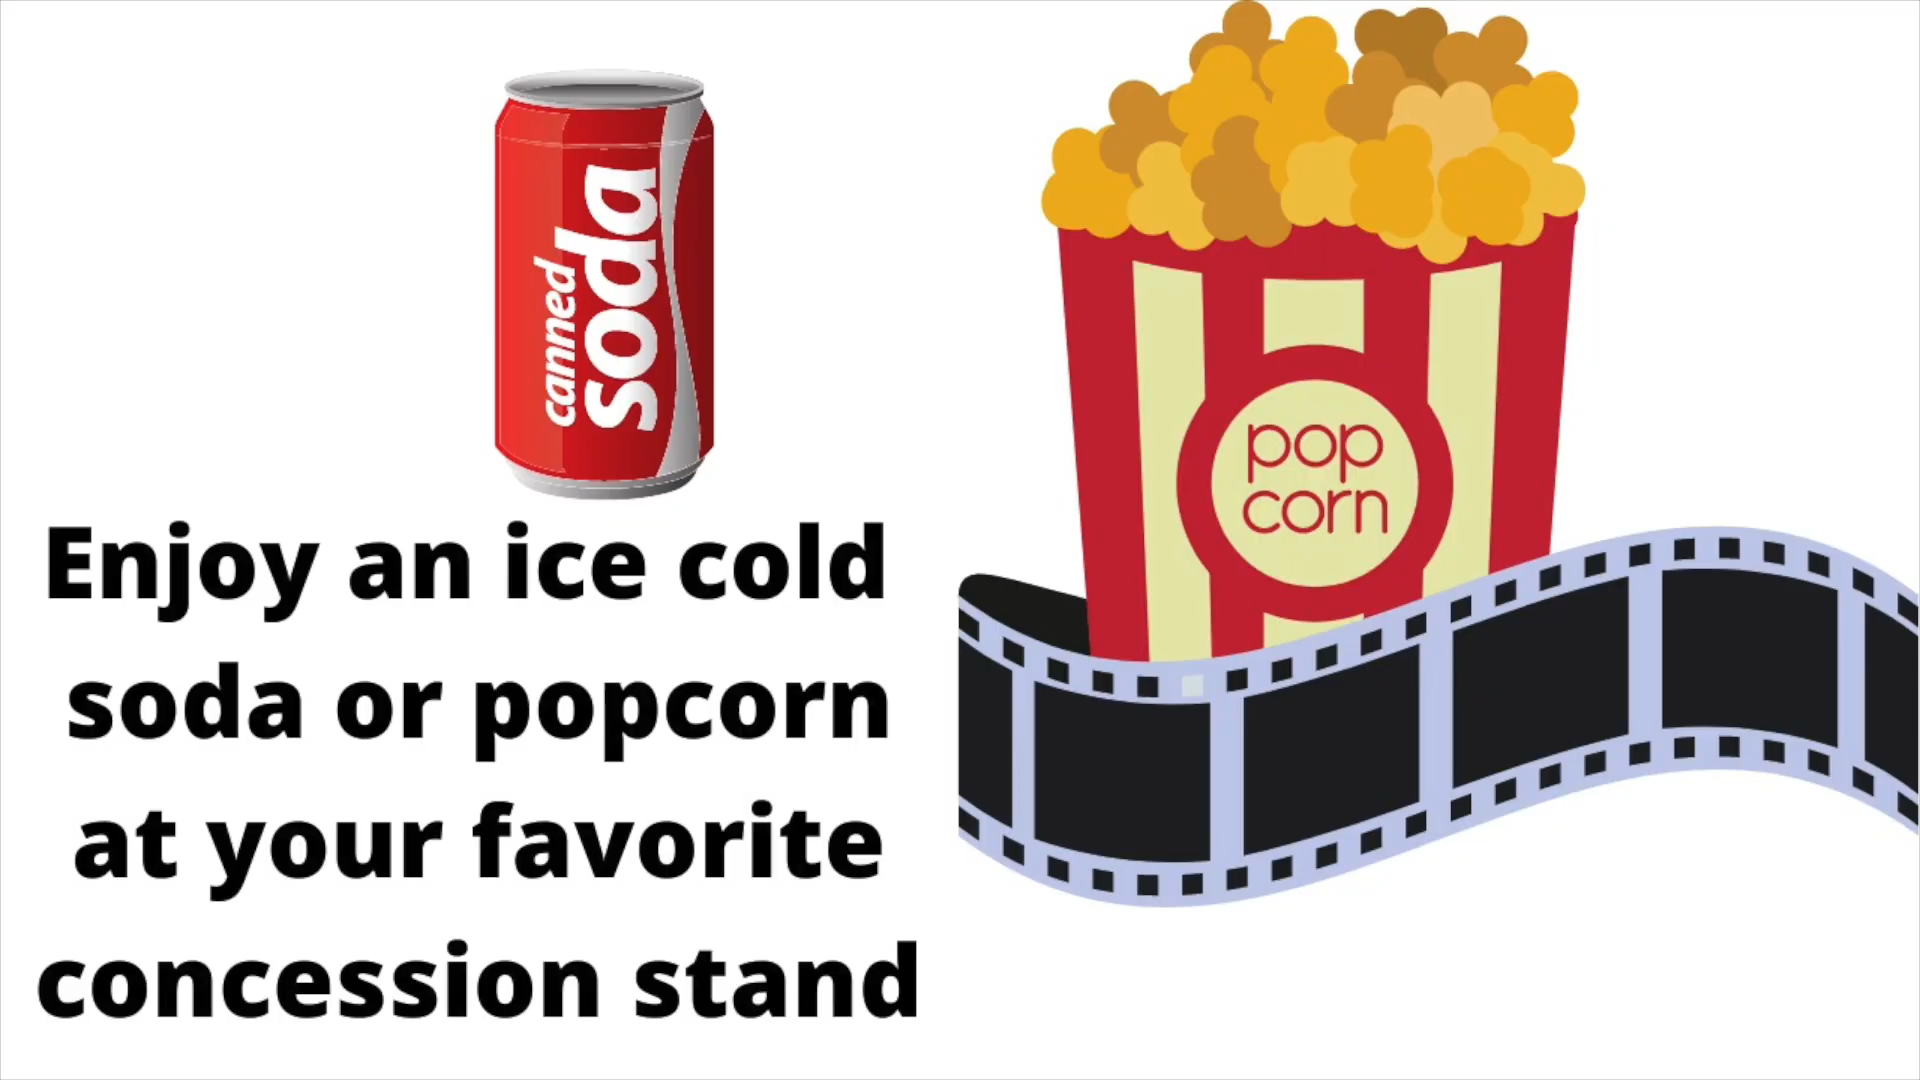 canned
soda
pop
corn
Enjoy an ice cold
soda or popcorn
at your favorite
concession stand